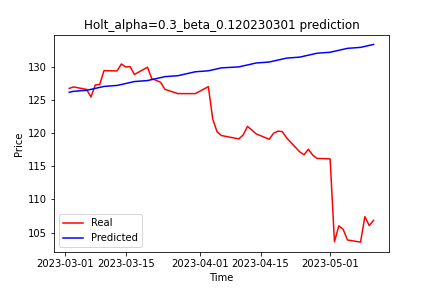 Holt_alpha=0.3_beta_0.120230301 prediction
130
125
120
115
110
105
Price
Real
Predicted
2023-03-01 2023-03-15 2023-04-01 2023-04-15 2023-05-01
Time